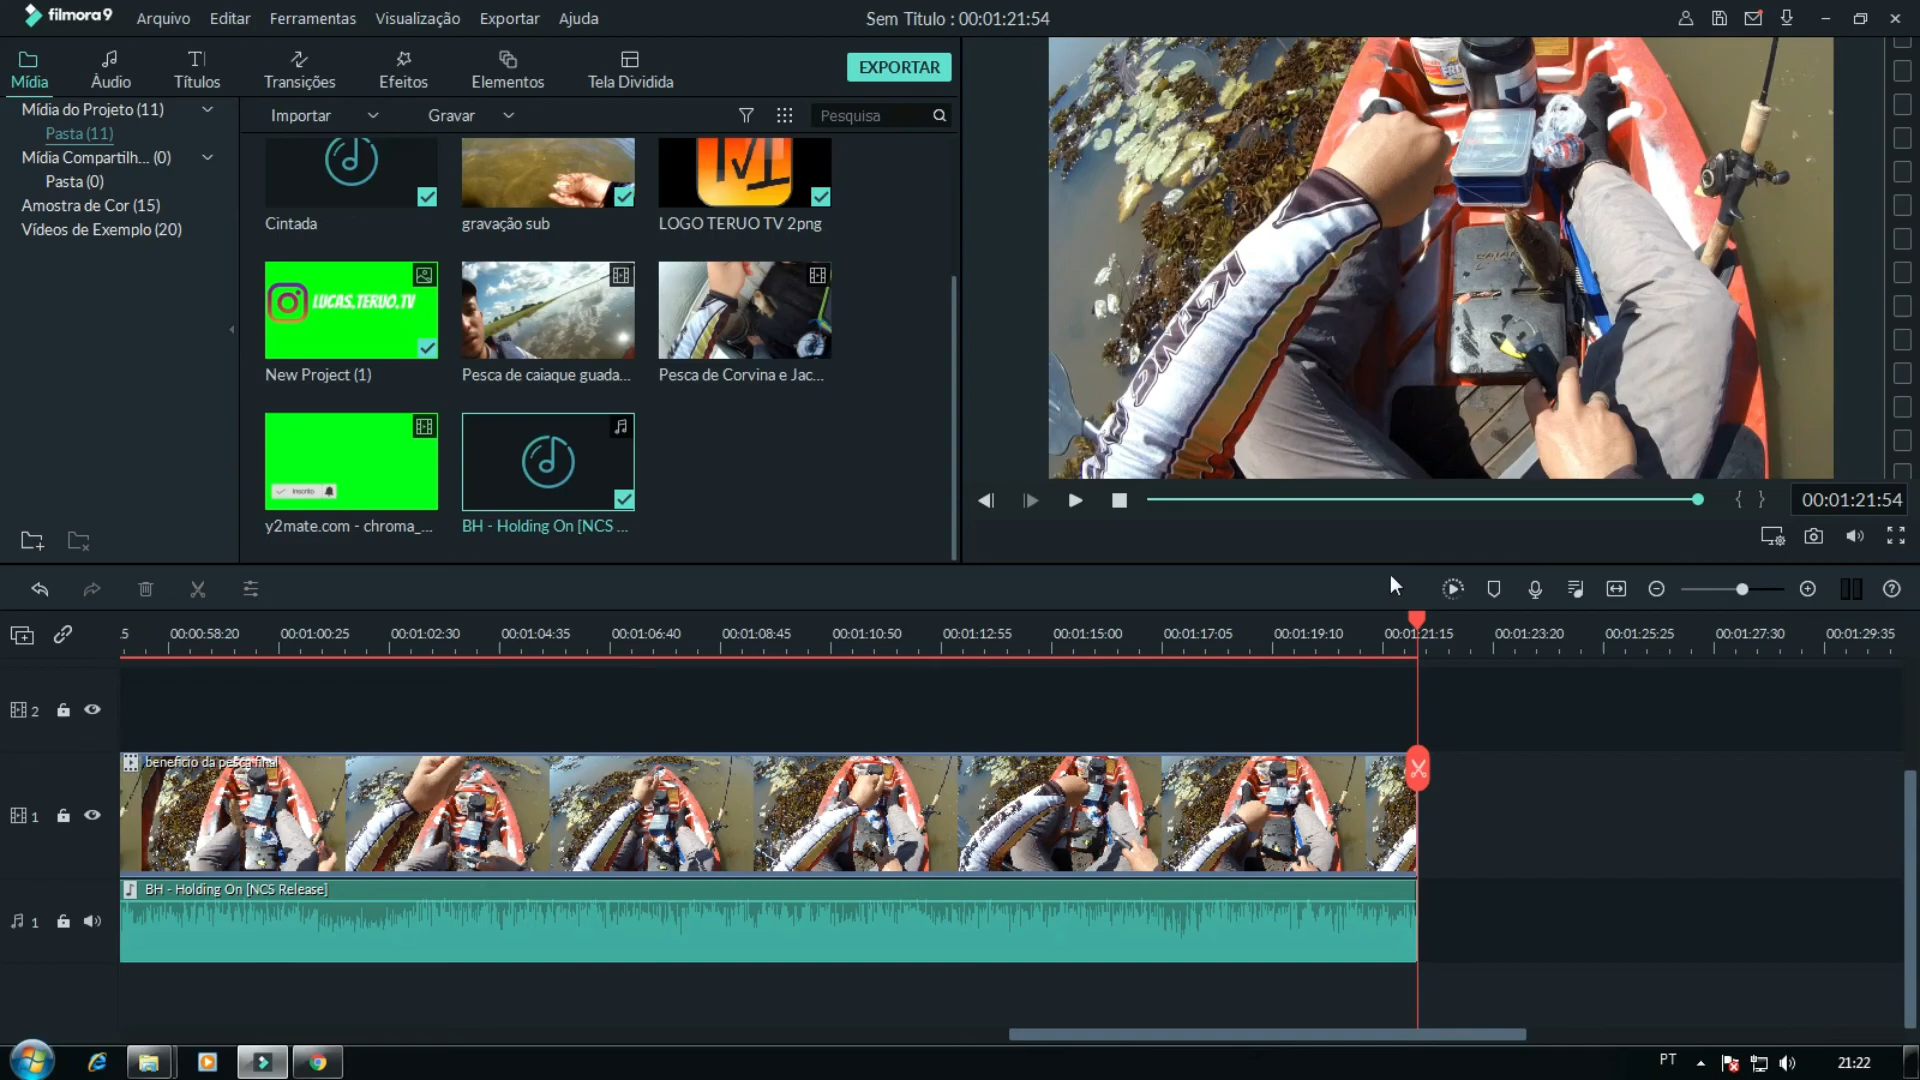 filmora9 Arquivo Editar Ferramentas Visualização Exportar Ajuda Sem Titulo : 00:01:21:54
Mídia Áudio Títulos Transições Efeitos Elementos Tela Dividida EXPORTAR
Mídia do Projeto (11)
Pasta (11)
Mídia Compartilh... (0)
Pasta (0)
Amostra de Cor (15)
Vídeos de Exemplo (20)
Importar Gravar Pesquisa
Cintada gravação sub LOGO TERUO TV 2png
LUCAS.TERUO.TV
New Project (1) Pesca de caiaque guada... Pesca de Corvina e Jac...
Inscrito
y2mate.com - chroma_... BH - Holding On [NCS ...
00:01:21:54
.5 00:00:58:20 00:01:00:25 00:01:02:30 00:01:04:35 00:01:06:40 00:01:08:45 00:01:10:50 00:01:12:55 00:01:15:00 00:01:17:05 00:01:19:10 00:01:21:15 00:01:23:20 00:01:25:25 00:01:27:30 00:01:29:35
2
beneficio da pesca final
1
BH - Holding On [NCS Release]
1
PT 21:22